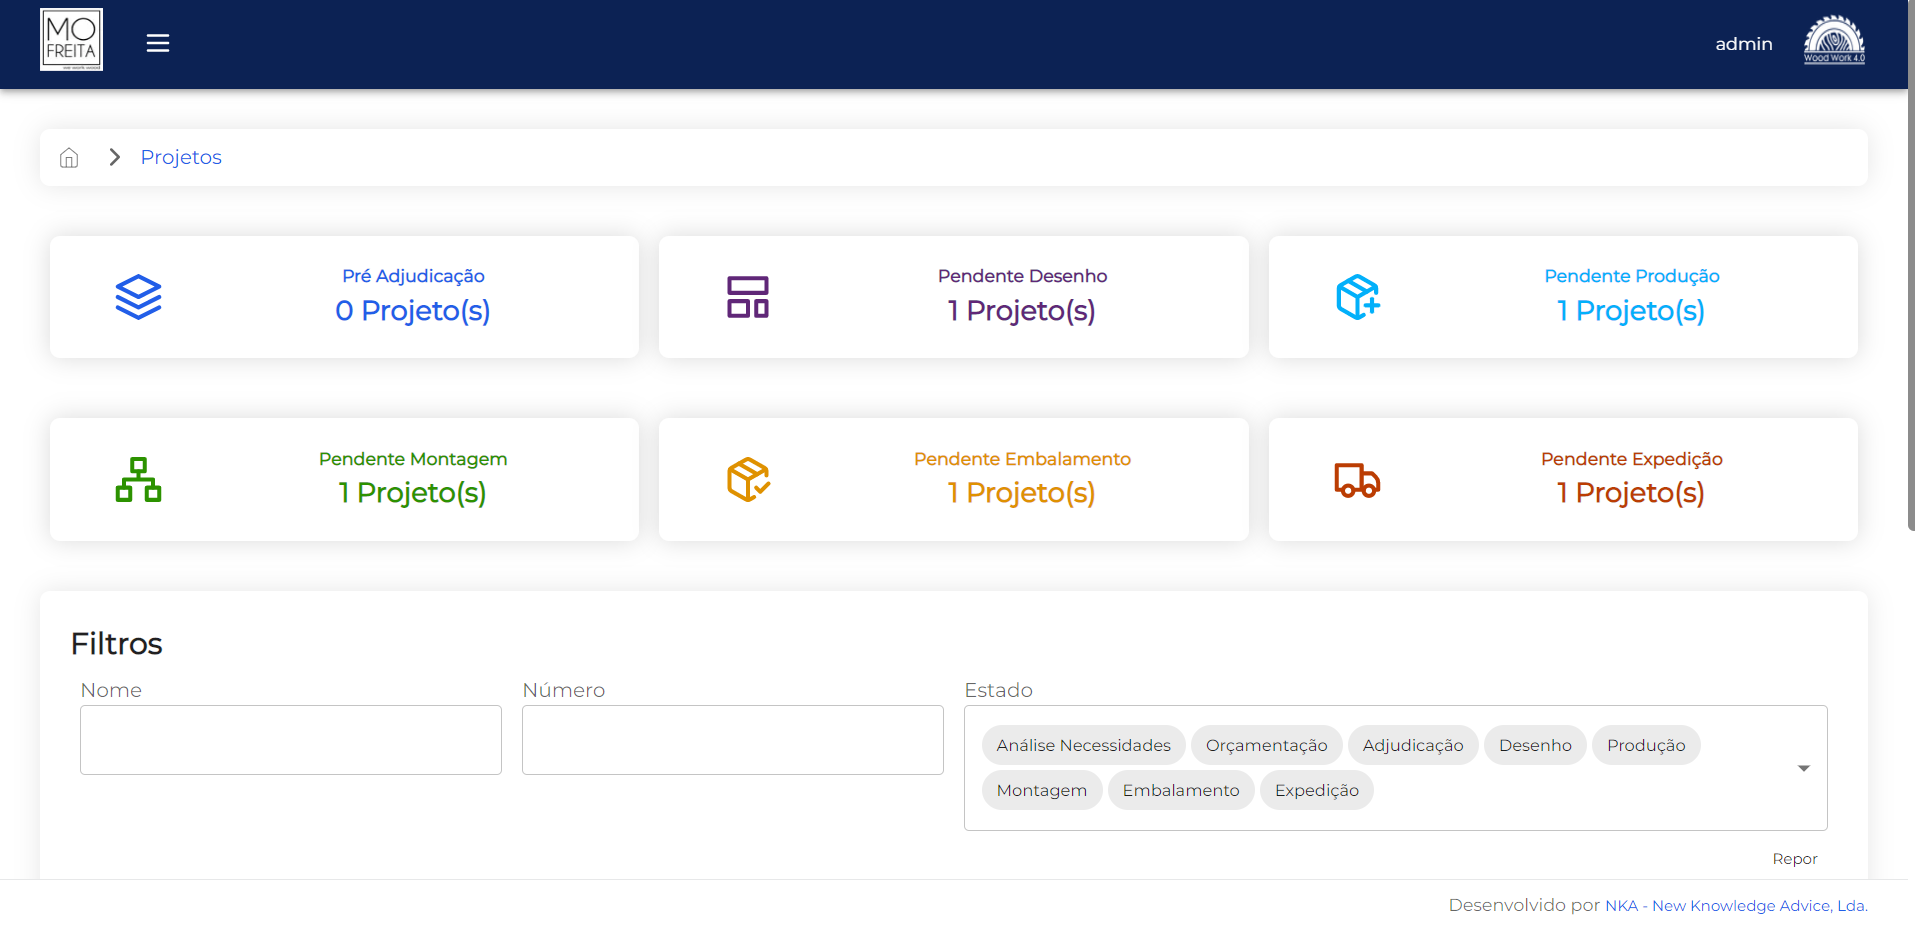 MO
FREITA
admin
Wood Work 4.0
Projetos
Pré Adjudicação
0 Projeto(s)
Pendente Desenho
1 Projeto(s)
Pendente Produção
1 Projeto(s)
Pendente Montagem
1 Projeto(s)
Pendente Embalamento
1 Projeto(s)
Pendente Expedição
1 Projeto(s)
Filtros
Nome
Número
Estado
Análise Necessidades Orçamentação Adjudicação Desenho Produção
Montagem Embalamento Expedição
Repor
Desenvolvido por NKA - New Knowledge Advice, Lda.